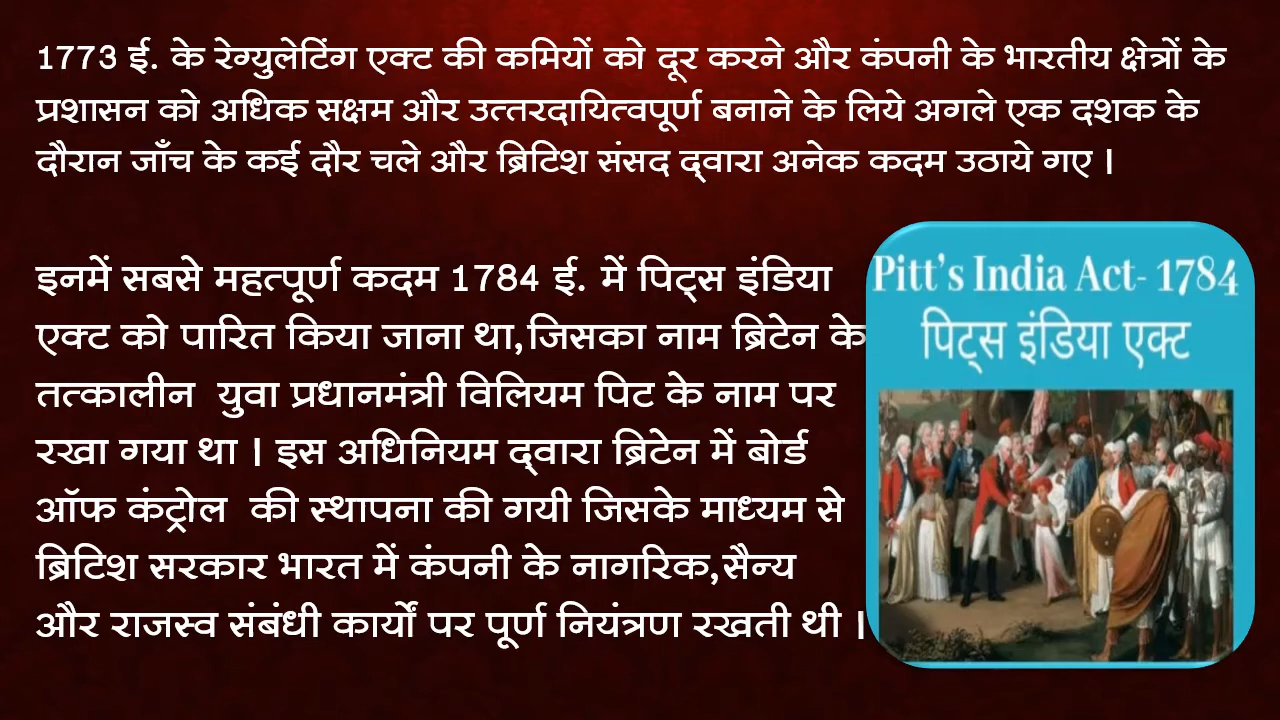 1773 ई. के रेग्युलेटिंग एक्ट की कमियों को दूर करने और कंपनी के भारतीय क्षेत्रों के
प्रशासन को अधिक सक्षम और उत्तरदायित्वपूर्ण बनाने के लिये अगले एक दशक के
दौरान जाँच के कई दौर चले और ब्रिटिश संसद द्वारा अनेक कदम उठाये गए ।
इनमें सबसे महत्पूर्ण कदम 1784 ई. में पिट्स इंडिया
एक्ट को पारित किया जाना था,जिसका नाम ब्रिटेन के
तत्कालीन युवा प्रधानमंत्री विलियम पिट के नाम पर
रखा गया था । इस अधिनियम द्वारा ब्रिटेन में बोर्ड
ऑफ कंट्रोल की स्थापना की गयी जिसके माध्यम से
ब्रिटिश सरकार भारत में कंपनी के नागरिक,सैन्य
और राजस्व संबंधी कार्यों पर पूर्ण नियंत्रण रखती थी ।
Pitt's India Act- 1784
पिट्स इंडिया एक्ट